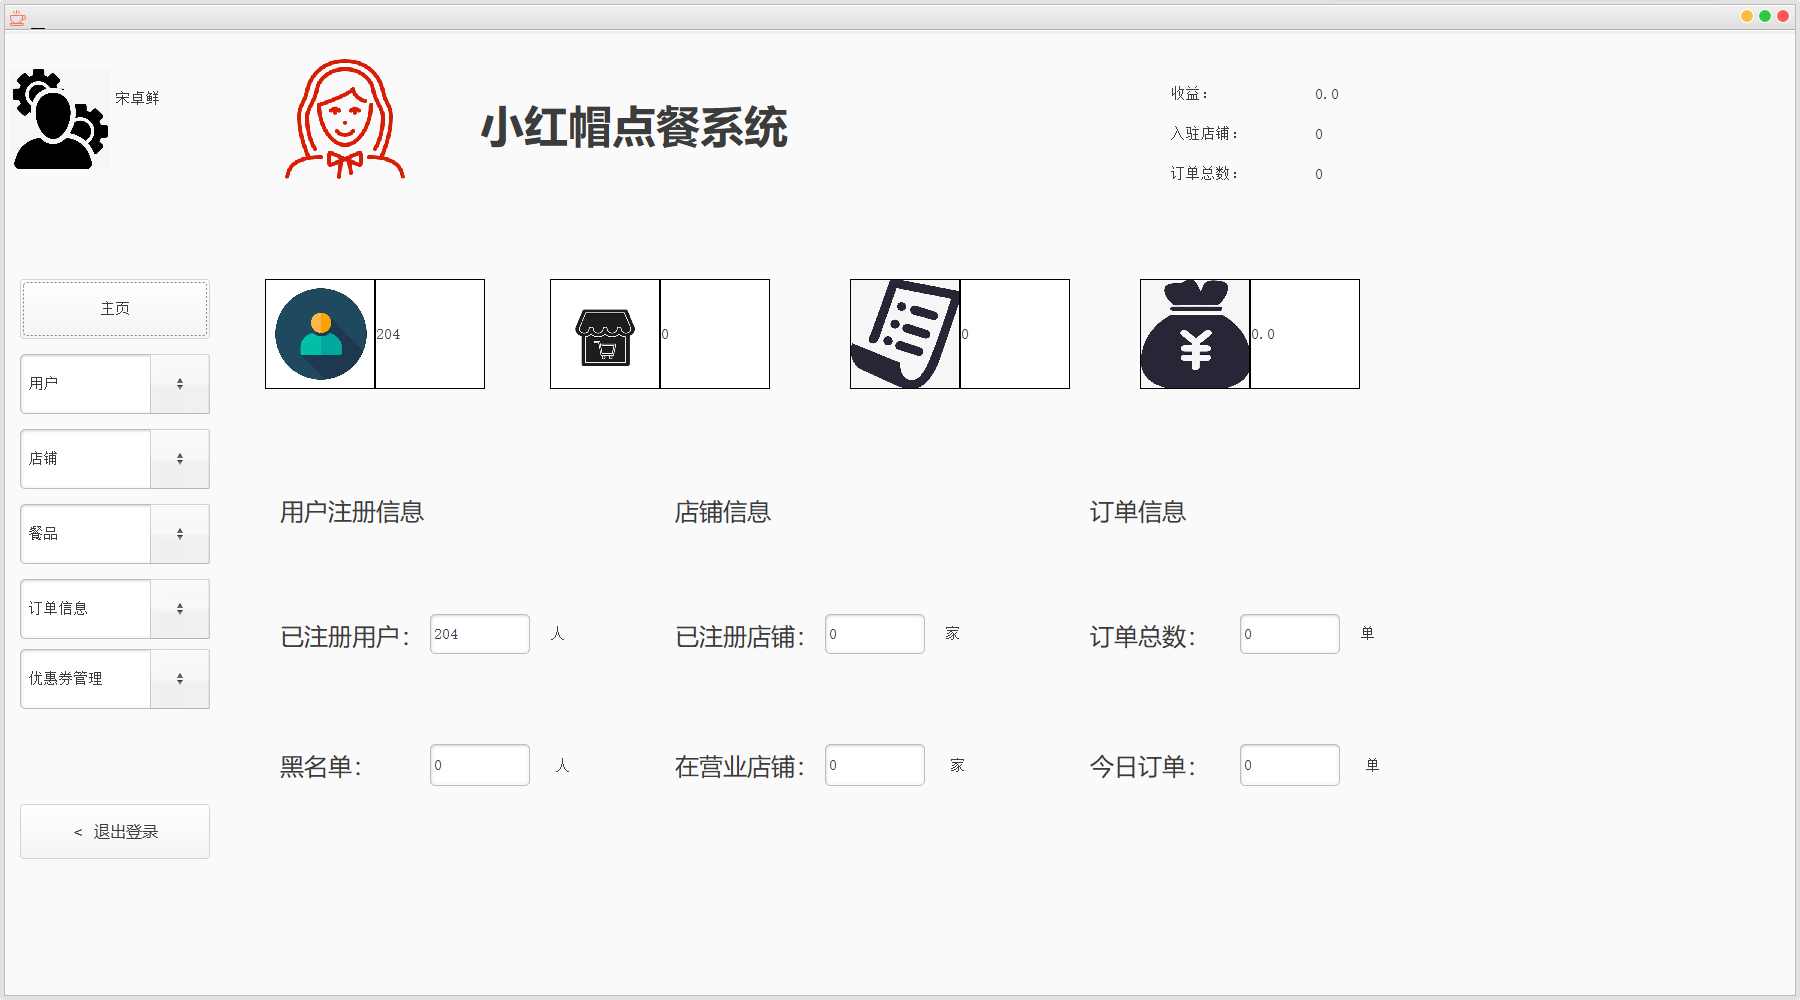 宋卓鲜
小红帽点餐系统
收益： 0.0
入驻店铺： 0
订单总数： 0
主页
用户
店铺
餐品
订单信息
优惠券管理
< 退出登录
204 0 0 0.0
用户注册信息 店铺信息 订单信息
已注册用户： 204 人 已注册店铺： 0 家 订单总数： 0 单
黑名单： 0 人 在营业店铺： 0 家 今日订单： 0 单